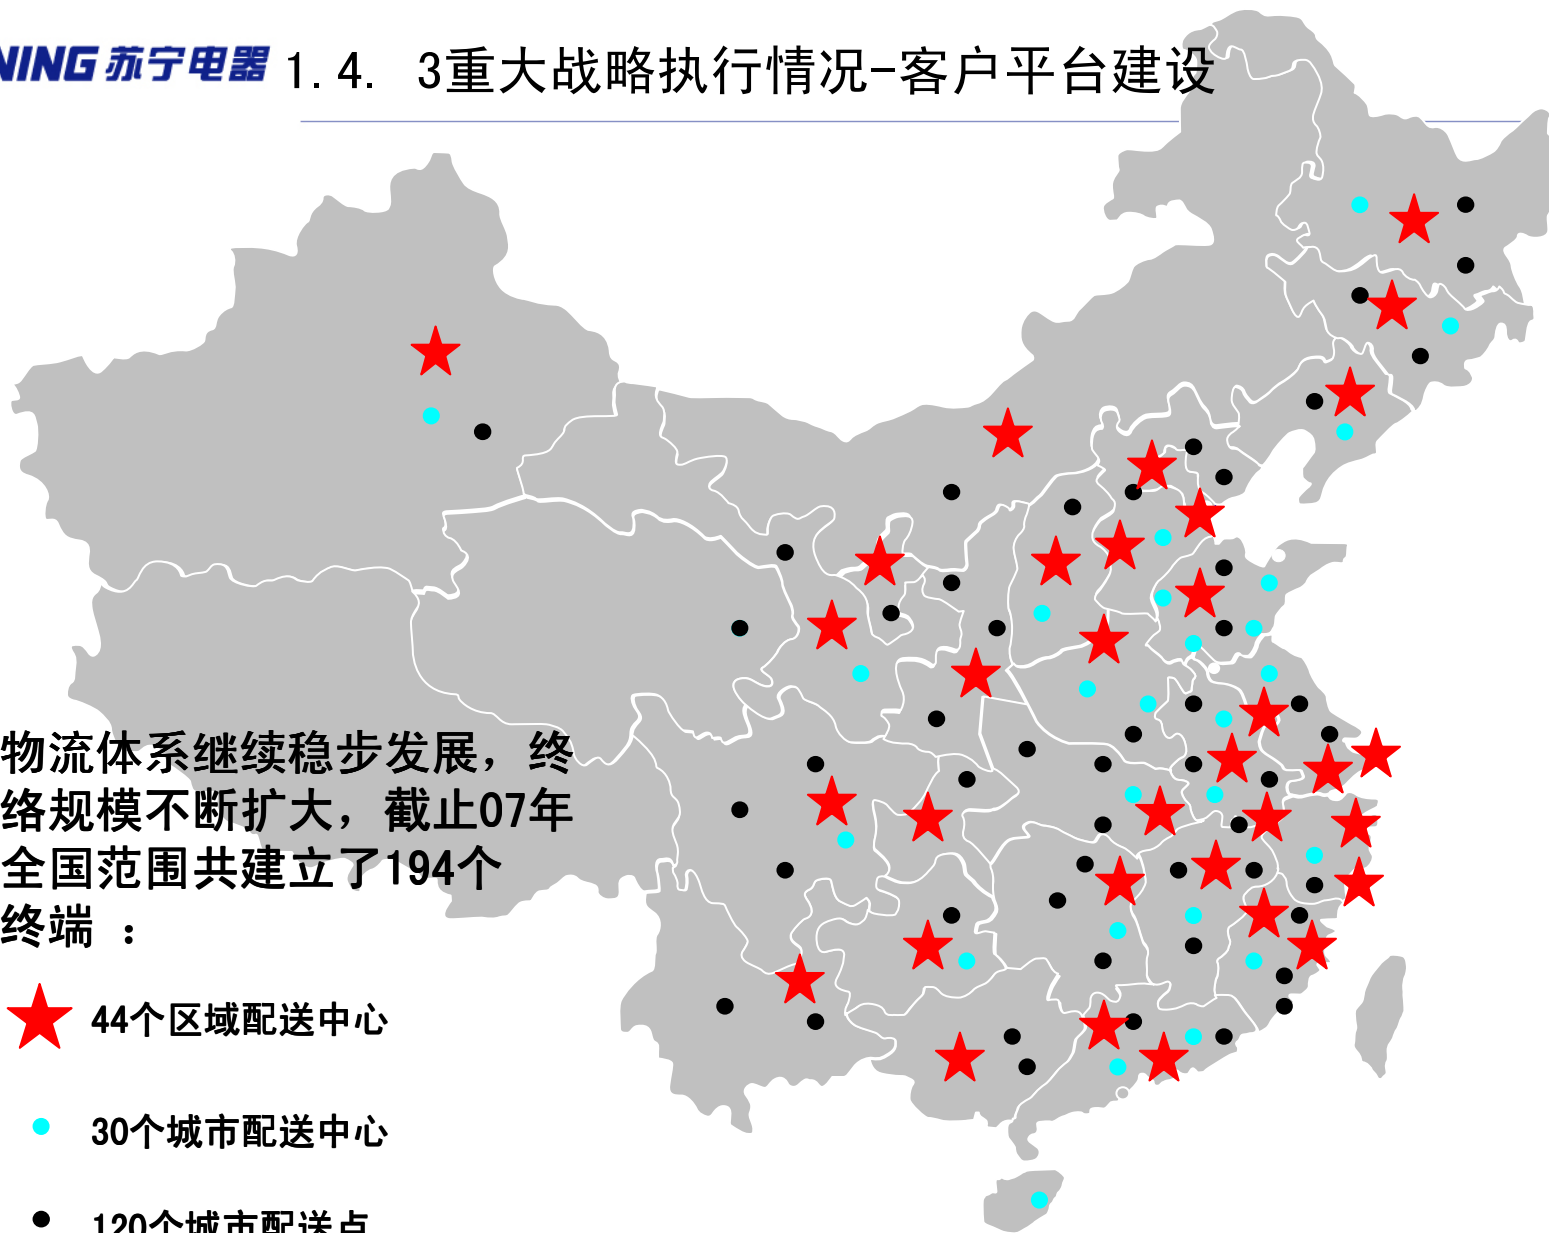 NING 苏宁电器
1.4. 3重大战略执行情况-客户平台建设
物流体系继续稳步发展，终
络规模不断扩大，截止07年
全国范围共建立了194个
终端 ：
44个区域配送中心
30个城市配送中心
120个城市配送点